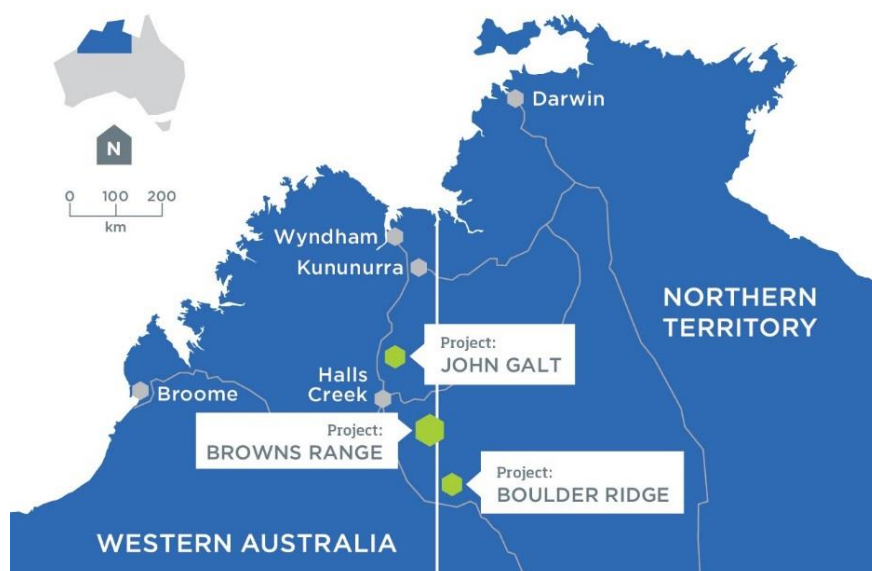 Darwin
N
0 100 200
km
Wyndham
Kununurra
NORTHERN
TERRITORY
Project:
JOHN GALT
Halls
Creek
Broome
Project:
BROWNS RANGE
Project:
BOULDER RIDGE
WESTERN AUSTRALIA